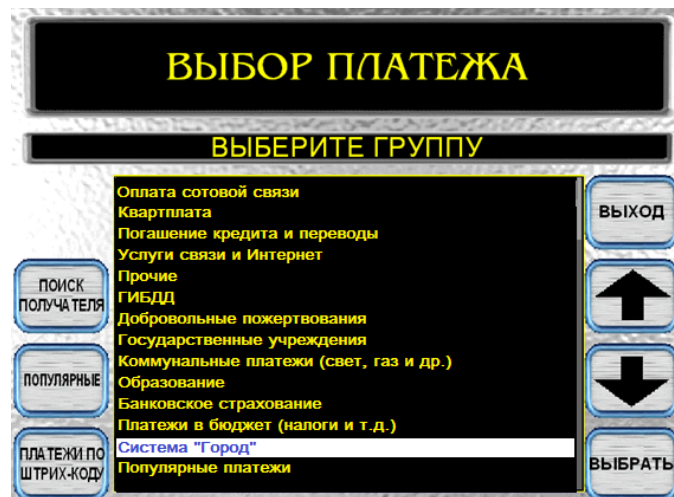 ВЫБОР ПЛАТЕЖА
ВЫБЕРИТЕ ГРУППУ
Оплата сотовой связи
Квартплата
Погашение кредита и переводы
Услуги связи и Интернет
Прочие
ГИБДД
Добровольные пожертвования
Государственные учреждения
Коммунальные платежи (свет, газ и др.)
Образование
Банковское страхование
Платежи в бюджет (налоги и т.д.)
Система "Город"
Популярные платежи
ПОИСК
ПОЛУЧАТЕЛЯ
ПОПУЛЯРНЫЕ
ПЛАТЕЖИ ПО
ШТРИХ-КОДУ
ВЫХОД
ВЫБРАТЬ